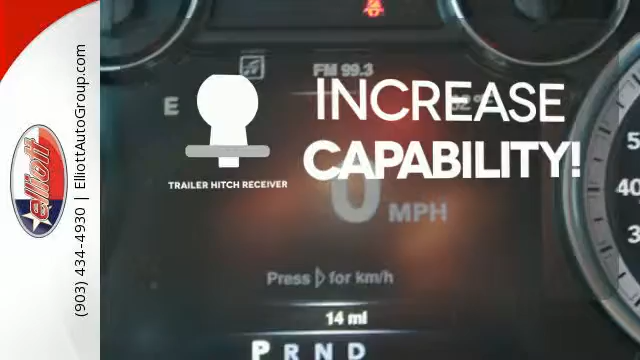 elliott
(903) 434-4930 | ElliottAutoGroup.com
INCREASE
CAPABILITY!
TRAILER HITCH RECEIVER
FM 99.3
E
0 MPH
Press ▷ for km/h
14 mi
P R N D
40